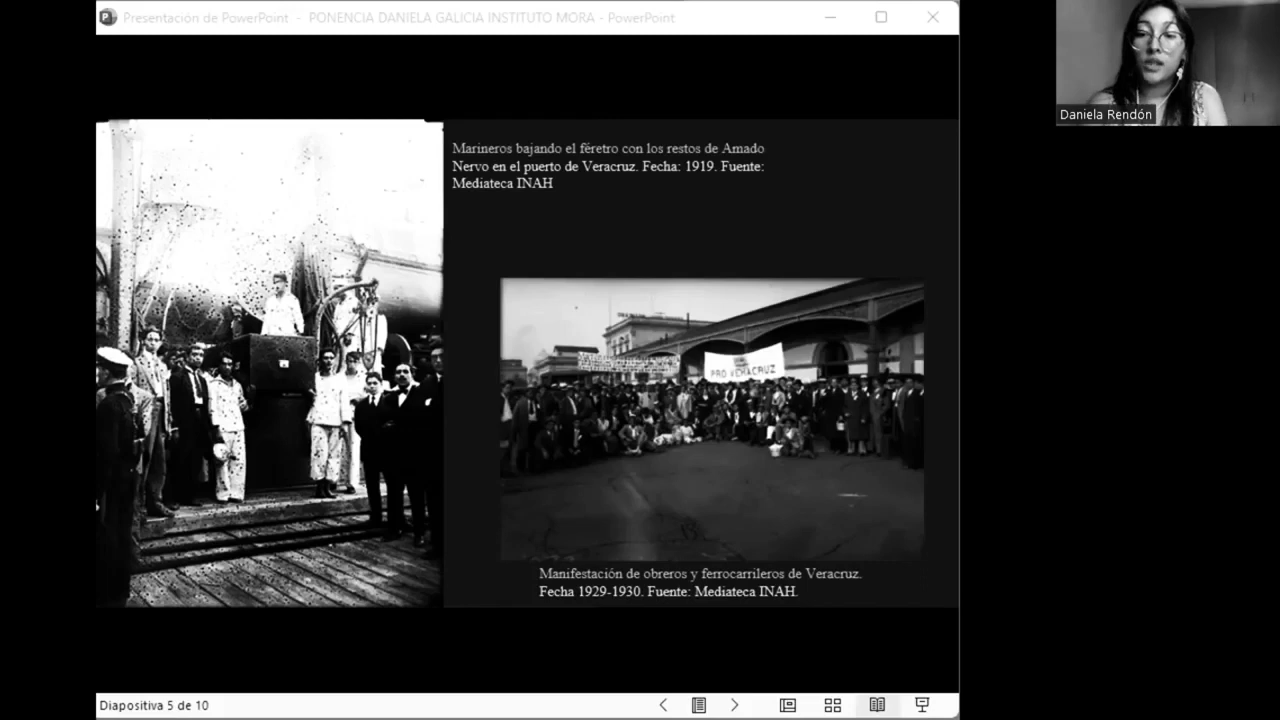 Presentación de PowerPoint - PONENCIA DANIELA GALICIA INSTITUTO MORA - PowerPoint
Daniela Rendón
Marineros bajando el féretro con los restos de Amado
Nervo en el puerto de Veracruz. Fecha: 1919. Fuente:
Mediateca INAH
PRO VERACRUZ
Manifestación de obreros y ferrocarrileros de Veracruz.
Fecha 1929-1930. Fuente: Mediateca INAH.
Diapositiva 5 de 10